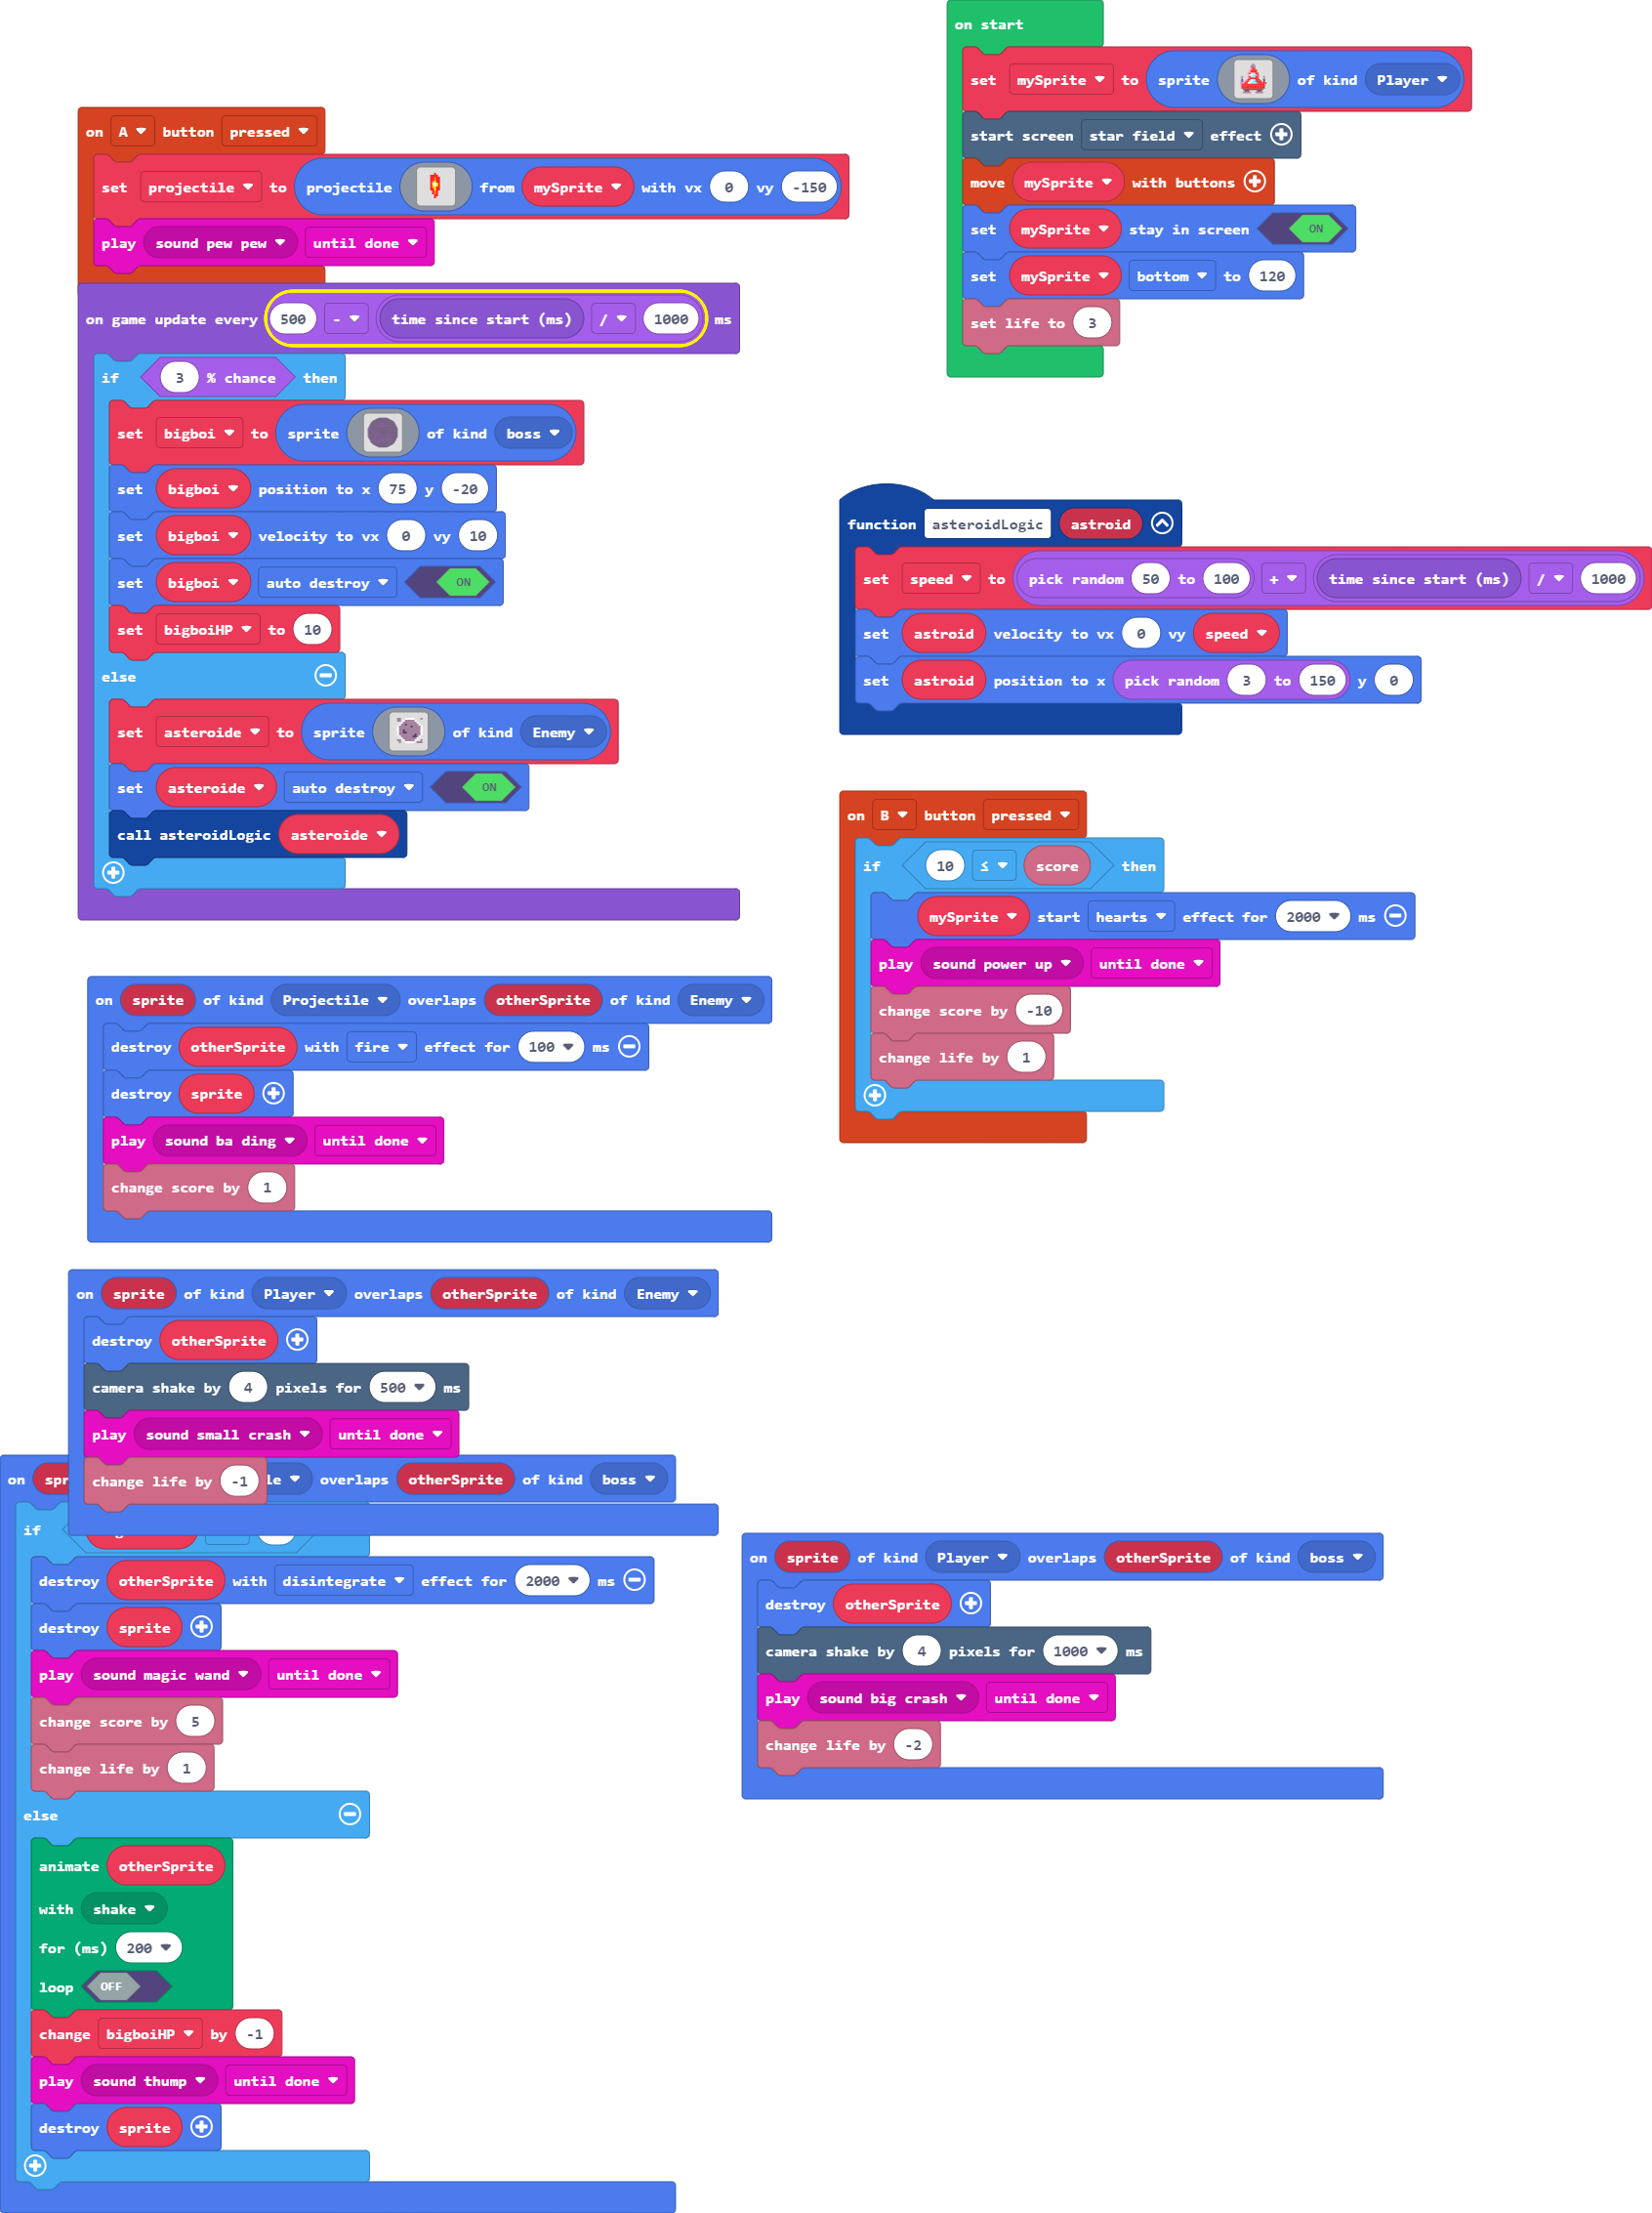 on start
set mySprite to sprite of kind Player
start screen star field effect
move mySprite with buttons
set mySprite stay in screen ON
set mySprite bottom to 120
set life to 3
on A button pressed
set projectile to projectile from mySprite with vx 0 vy -150
play sound pew pew until done
on game update every 500 - time since start (ms) / 1000 ms
if 3 % chance then
set bigboi to sprite of kind boss
set bigboi position to x 75 y -20
set bigboi velocity to vx 0 vy 10
set bigboi auto destroy ON
set bigboiHP to 10
else
set asteroide to sprite of kind Enemy
set asteroide auto destroy ON
call asteroidLogic asteroide
function asteroidLogic astroid
set speed to pick random 50 to 100 + time since start (ms) / 1000
set astroid velocity to vx 0 vy speed
set astroid position to x pick random 3 to 150 y 0
on B button pressed
if 10 ≤ score then
mySprite start hearts effect for 2000 ms
play sound power up until done
change score by -10
change life by 1
on sprite of kind Projectile overlaps otherSprite of kind Enemy
destroy otherSprite with fire effect for 100 ms
destroy sprite
play sound ba ding until done
change score by 1
on sprite of kind Player overlaps otherSprite of kind Enemy
destroy otherSprite
camera shake by 4 pixels for 500 ms
play sound small crash until done
change life by -1
on overlaps otherSprite of kind boss
if
destroy otherSprite with disintegrate effect for 2000 ms
destroy sprite
play sound magic wand until done
change score by 5
change life by 1
else
animate otherSprite
with shake
for (ms) 200
loop OFF
change bigboiHP by -1
play sound thump until done
destroy sprite
on sprite of kind Player overlaps otherSprite of kind boss
destroy otherSprite
camera shake by 4 pixels for 1000 ms
play sound big crash until done
change life by -2